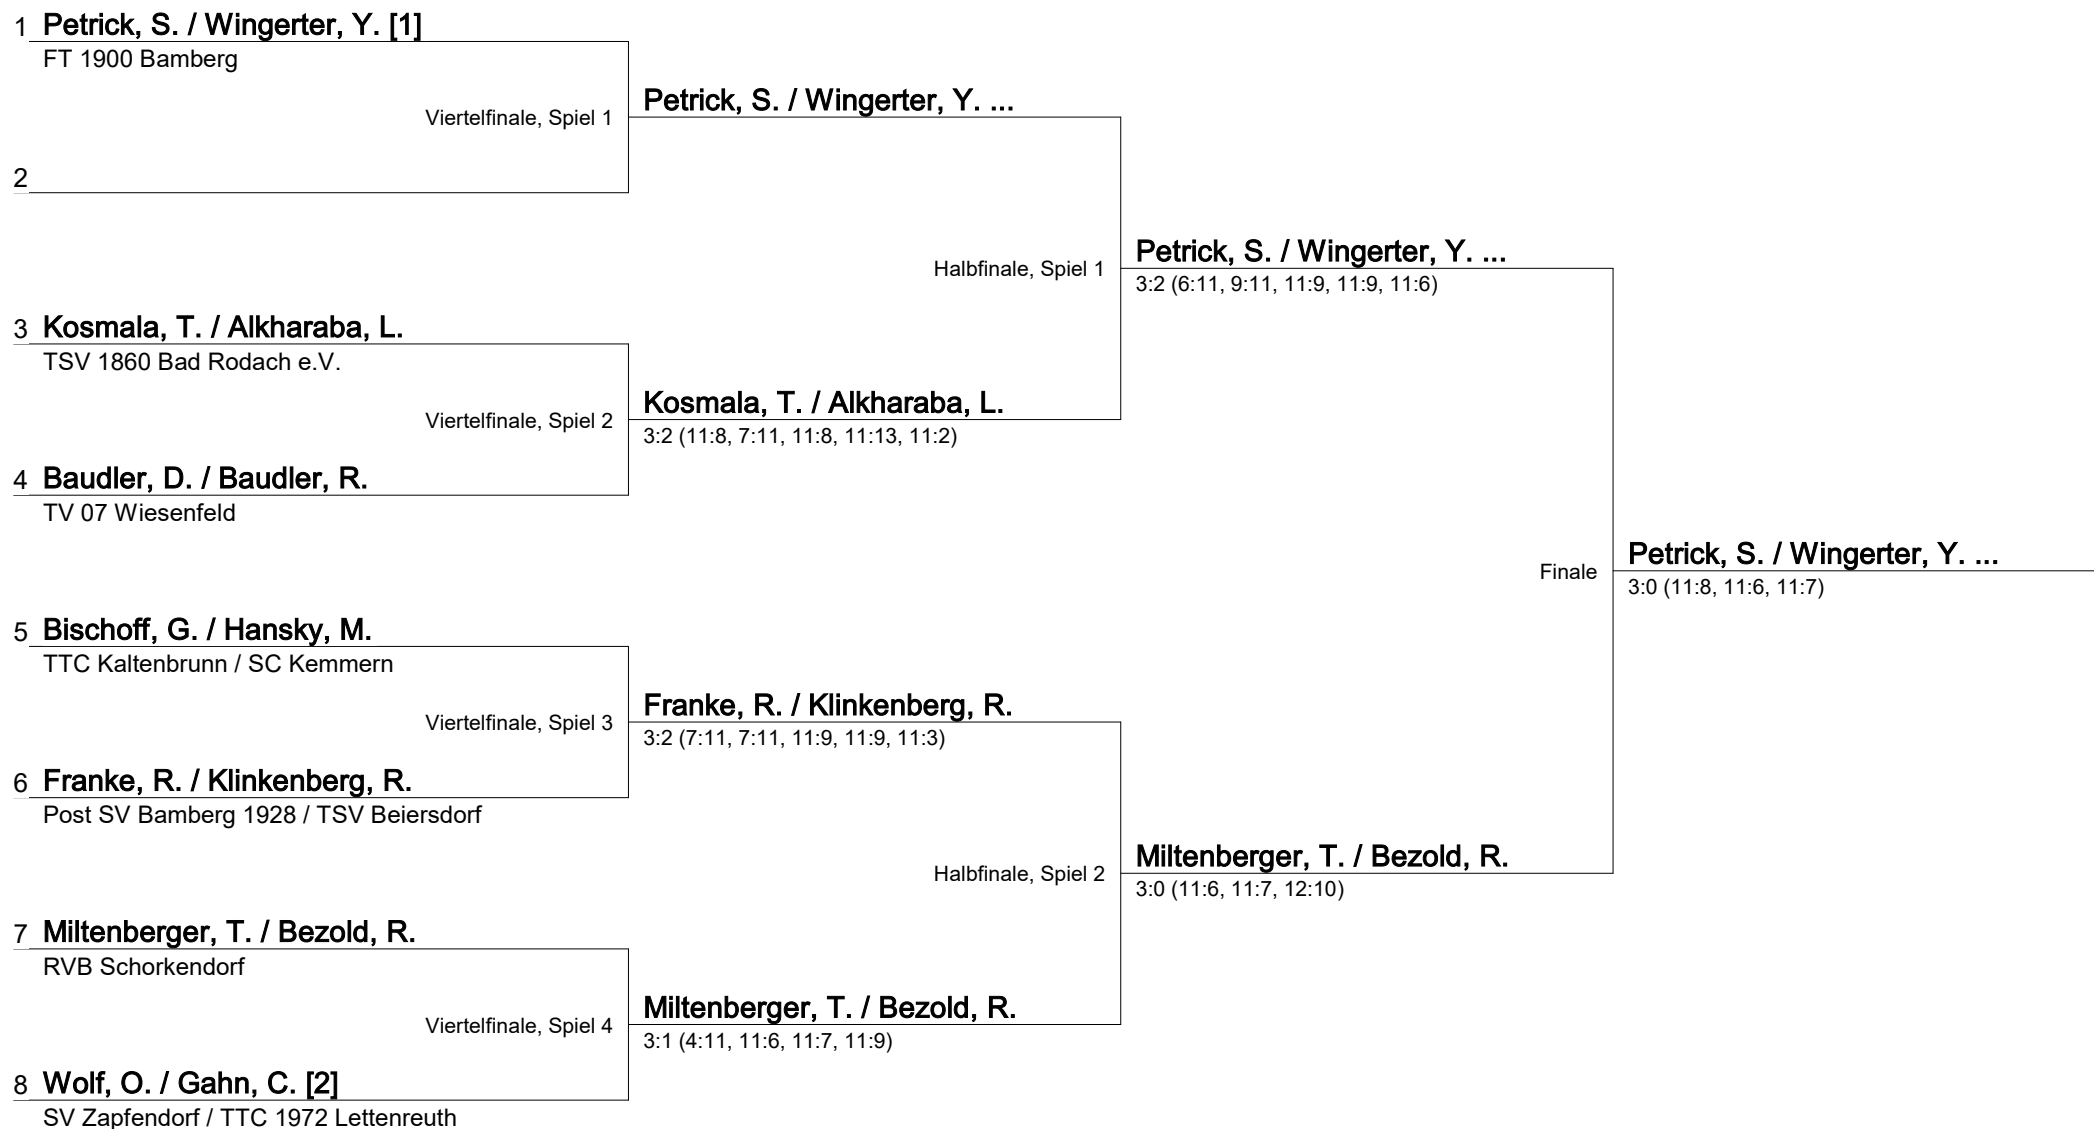 1 Petrick, S. / Wingerter, Y. [1]
FT 1900 Bamberg
Viertelfinale, Spiel 1
2
3 Kosmala, T. / Alkharaba, L.
TSV 1860 Bad Rodach e.V.
Viertelfinale, Spiel 2
4 Baudler, D. / Baudler, R.
TV 07 Wiesenfeld
5 Bischoff, G. / Hansky, M.
TTC Kaltenbrunn / SC Kemmern
Viertelfinale, Spiel 3
6 Franke, R. / Klinkenberg, R.
Post SV Bamberg 1928 / TSV Beiersdorf
7 Miltenberger, T. / Bezold, R.
RVB Schorkendorf
Viertelfinale, Spiel 4
8 Wolf, O. / Gahn, C. [2]
SV Zapfendorf / TTC 1972 Lettenreuth
Petrick, S. / Wingerter, Y. ...
Halbfinale, Spiel 1
Kosmala, T. / Alkharaba, L.
3:2 (11:8, 7:11, 11:8, 11:13, 11:2)
Franke, R. / Klinkenberg, R.
3:2 (7:11, 7:11, 11:9, 11:9, 11:3)
Halbfinale, Spiel 2
Miltenberger, T. / Bezold, R.
3:1 (4:11, 11:6, 11:7, 11:9)
Petrick, S. / Wingerter, Y. ...
3:2 (6:11, 9:11, 11:9, 11:9, 11:6)
Finale
Miltenberger, T. / Bezold, R.
3:0 (11:6, 11:7, 12:10)
Petrick, S. / Wingerter, Y. ...
3:0 (11:8, 11:6, 11:7)